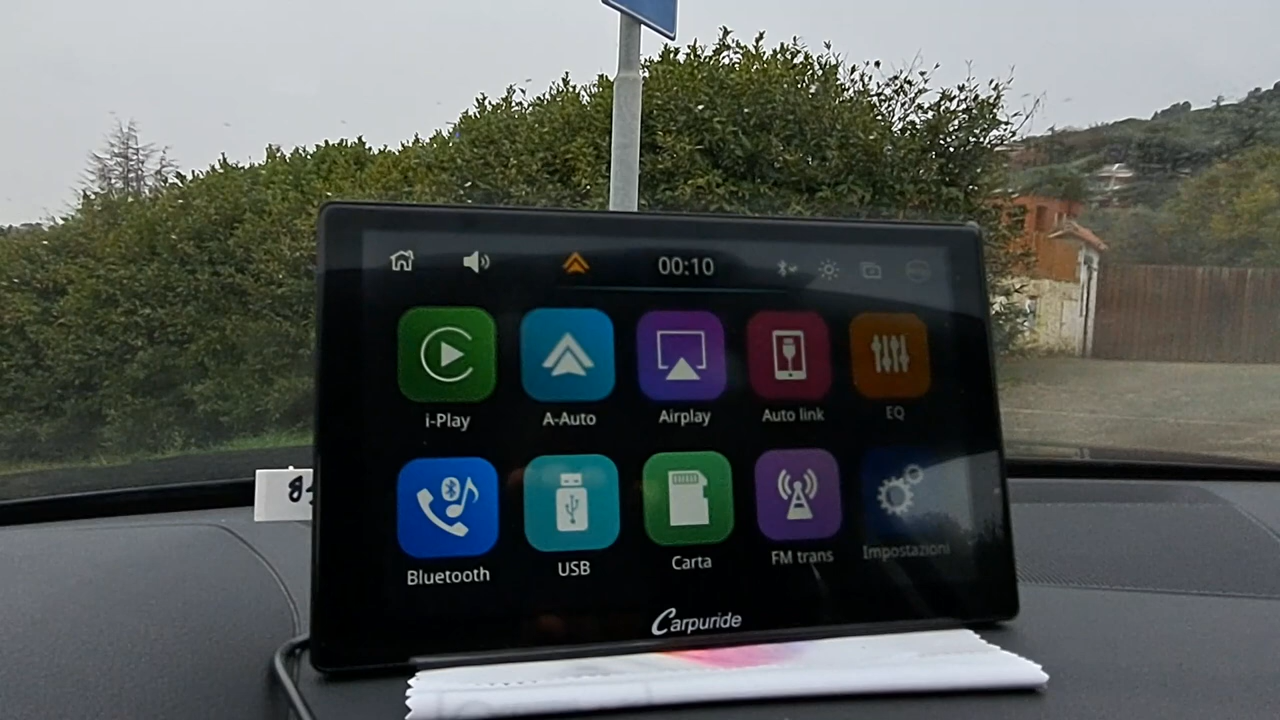 00:10
i-Play
A-Auto
Airplay
Auto link
EQ
Bluetooth
USB
Carta
FM trans
Impostazioni
Carpuride